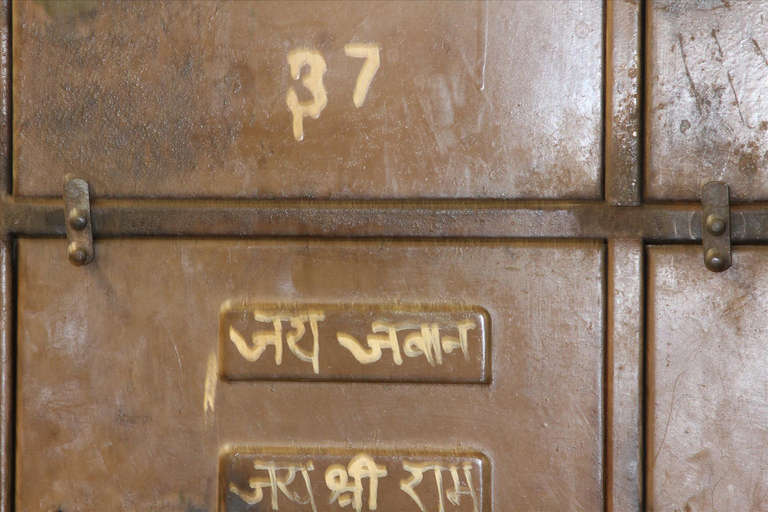 37
जय जवान
जय श्री राम